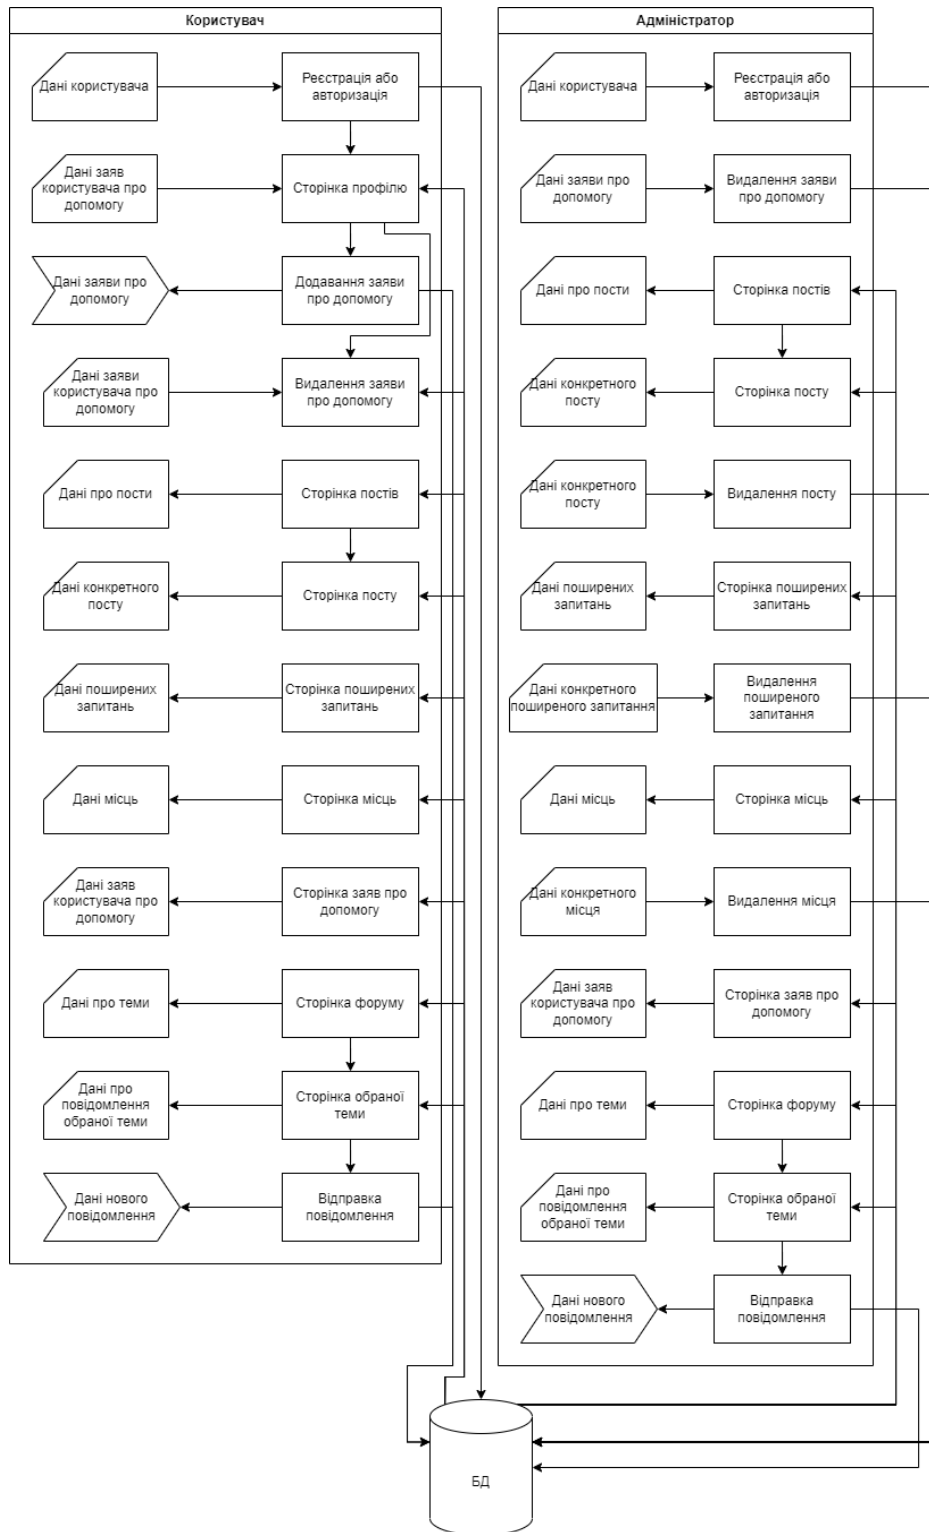 Користувач
Дані користувача
Реєстрація або
авторизація
Дані заяв
користувача про
допомогу
Сторінка профілю
Дані заяви про
допомогу
Додавання заяви
про допомогу
Дані заяви
користувача про
допомогу
Видалення заяви
про допомогу
Дані про пости
Сторінка постів
Дані конкретного
посту
Сторінка посту
Дані поширених
запитань
Сторінка поширених
запитань
Дані місць
Сторінка місць
Дані заяв
користувача про
допомогу
Сторінка заяв про
допомогу
Дані про теми
Сторінка форуму
Дані про
повідомлення
обраної теми
Сторінка обраної
теми
Дані нового
повідомлення
Відправка
повідомлення
Адміністратор
Дані користувача
Реєстрація або
авторизація
Дані заяви про
допомогу
Видалення заяви
про допомогу
Дані про пости
Сторінка постів
Дані конкретного
посту
Сторінка посту
Дані конкретного
посту
Видалення посту
Дані поширених
запитань
Сторінка поширених
запитань
Дані конкретного
поширеного запитання
Видалення
поширеного
запитання
Дані місць
Сторінка місць
Дані конкретного
місця
Видалення місця
Дані заяв
користувача про
допомогу
Сторінка заяв про
допомогу
Дані про теми
Сторінка форуму
Дані про
повідомлення
обраної теми
Сторінка обраної
теми
Дані нового
повідомлення
Відправка
повідомлення
БД